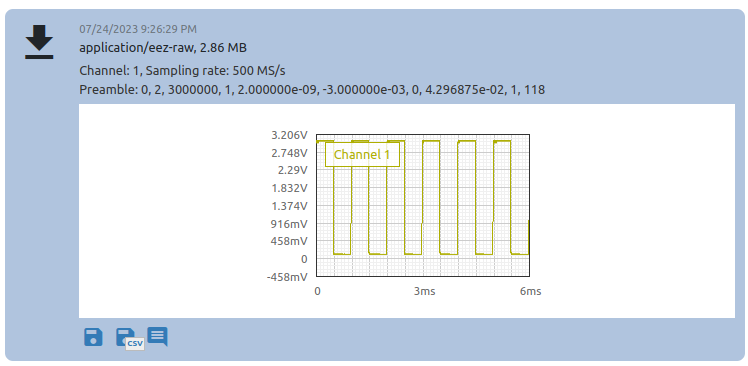 07/24/2023 9:26:29 PM
application/eez-raw, 2.86 MB
Channel: 1, Sampling rate: 500 MS/s
Preamble: 0, 2, 3000000, 1, 2.000000e-09, -3.000000e-03, 0, 4.296875e-02, 1, 118
3.206V
2.748V
Channel 1
2.29V
1.832V
1.374V
916mV
458mV
0
-458mV
0
3ms
6ms
CSV